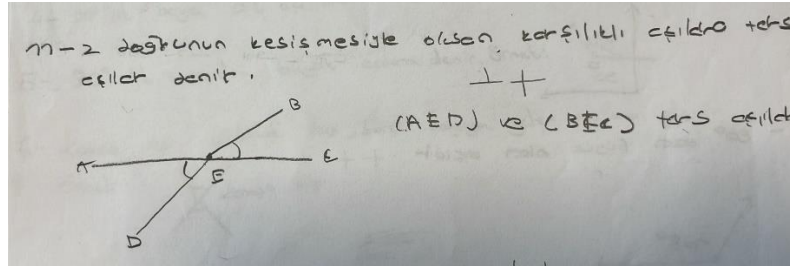 m-2 doğrunun kesişmesiyle oluşan karşılıklı açılara ters
açılar denir.
B
(AED) ve (BEC) ters açılar
A
E
E
D